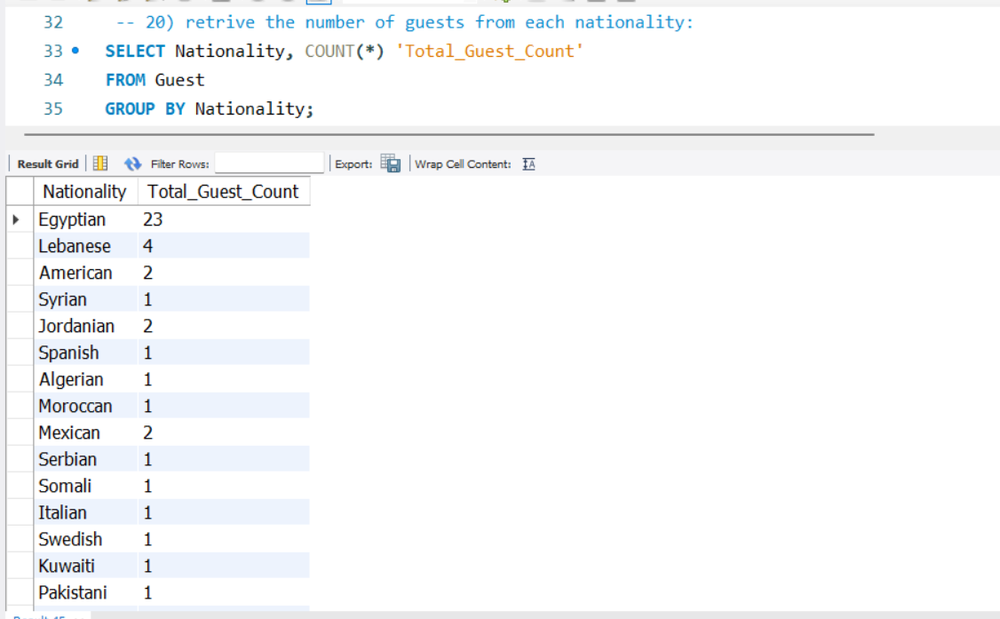 32 -- 20) retrive the number of guests from each nationality:
33 SELECT Nationality, COUNT(*) 'Total_Guest_Count'
34 FROM Guest
35 GROUP BY Nationality;
Result Grid Filter Rows: Export: Wrap Cell Content:
Nationality Total_Guest_Count
Egyptian 23
Lebanese 4
American 2
Syrian 1
Jordanian 2
Spanish 1
Algerian 1
Moroccan 1
Mexican 2
Serbian 1
Somali 1
Italian 1
Swedish 1
Kuwaiti 1
Pakistani 1